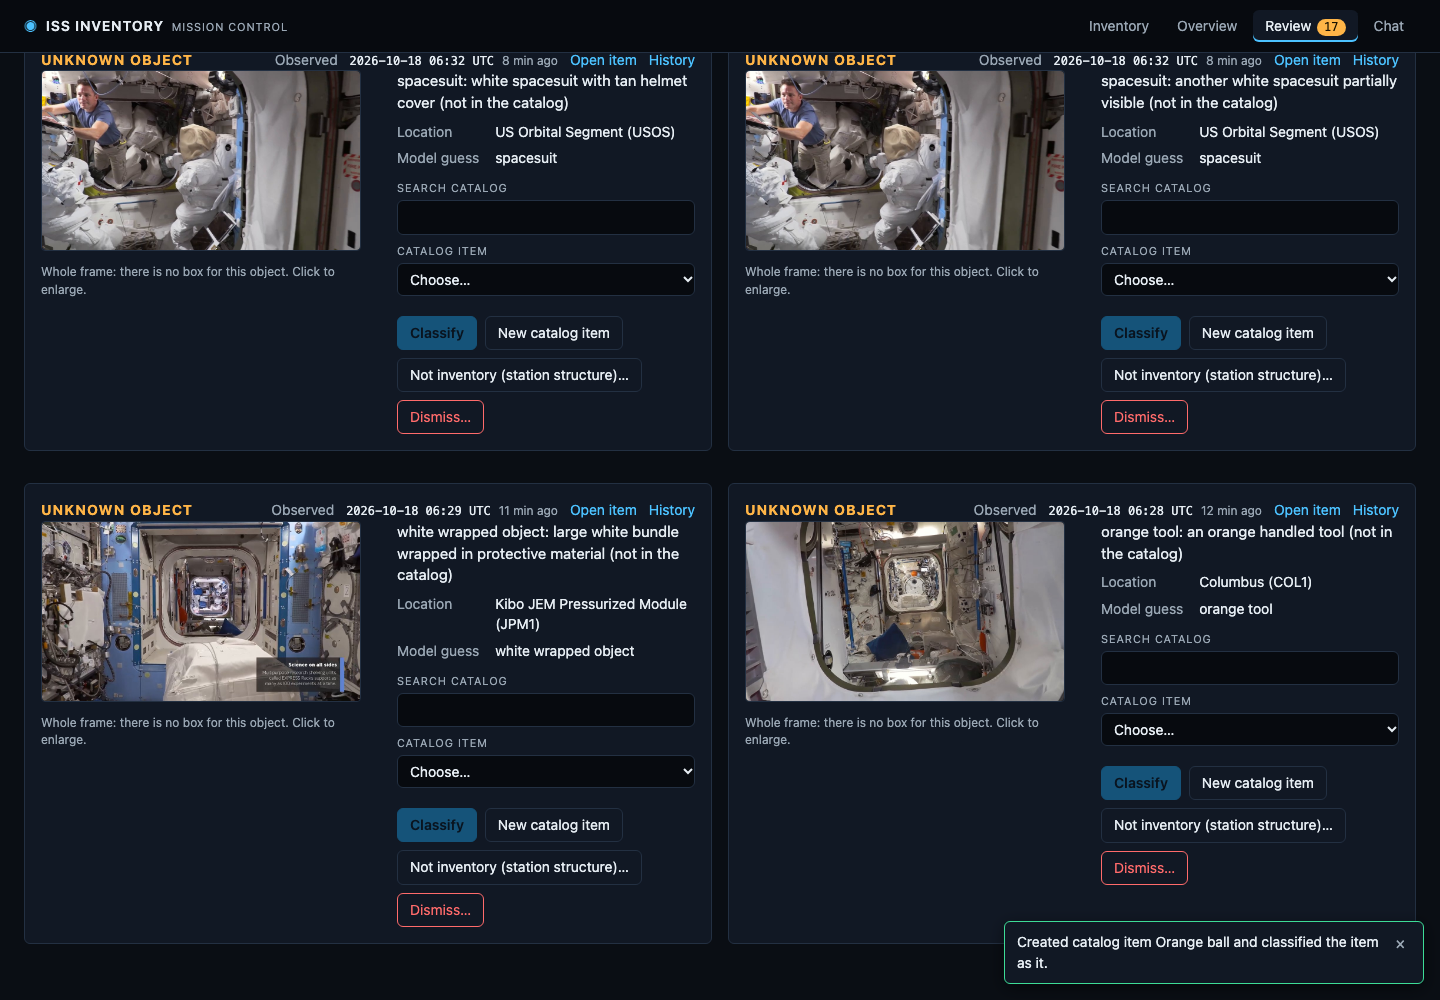 ISS INVENTORY MISSION CONTROL
Inventory Overview Review 17 Chat
UNKNOWN OBJECT Observed 2026-10-18 06:32 UTC 8 min ago Open item History
spacesuit: white spacesuit with tan helmet
cover (not in the catalog)
Location US Orbital Segment (USOS)
Model guess spacesuit
SEARCH CATALOG
CATALOG ITEM
Choose...
Classify New catalog item
Not inventory (station structure)...
Dismiss...
Whole frame: there is no box for this object. Click to
enlarge.
UNKNOWN OBJECT Observed 2026-10-18 06:32 UTC 8 min ago Open item History
spacesuit: another white spacesuit partially
visible (not in the catalog)
Location US Orbital Segment (USOS)
Model guess spacesuit
SEARCH CATALOG
CATALOG ITEM
Choose...
Classify New catalog item
Not inventory (station structure)...
Dismiss...
Whole frame: there is no box for this object. Click to
enlarge.
UNKNOWN OBJECT Observed 2026-10-18 06:29 UTC 11 min ago Open item History
white wrapped object: large white bundle
wrapped in protective material (not in the
catalog)
Location Kibo JEM Pressurized Module
(JPM1)
Model guess white wrapped object
SEARCH CATALOG
CATALOG ITEM
Choose...
Classify New catalog item
Not inventory (station structure)...
Dismiss...
Science on all sides
Whole frame: there is no box for this object. Click to
enlarge.
UNKNOWN OBJECT Observed 2026-10-18 06:28 UTC 12 min ago Open item History
orange tool: an orange handled tool (not in
the catalog)
Location Columbus (COL1)
Model guess orange tool
SEARCH CATALOG
CATALOG ITEM
Choose...
Classify New catalog item
Not inventory (station structure)...
Dismiss...
Whole frame: there is no box for this object. Click to
enlarge.
Created catalog item Orange ball and classified the item
as it.
×